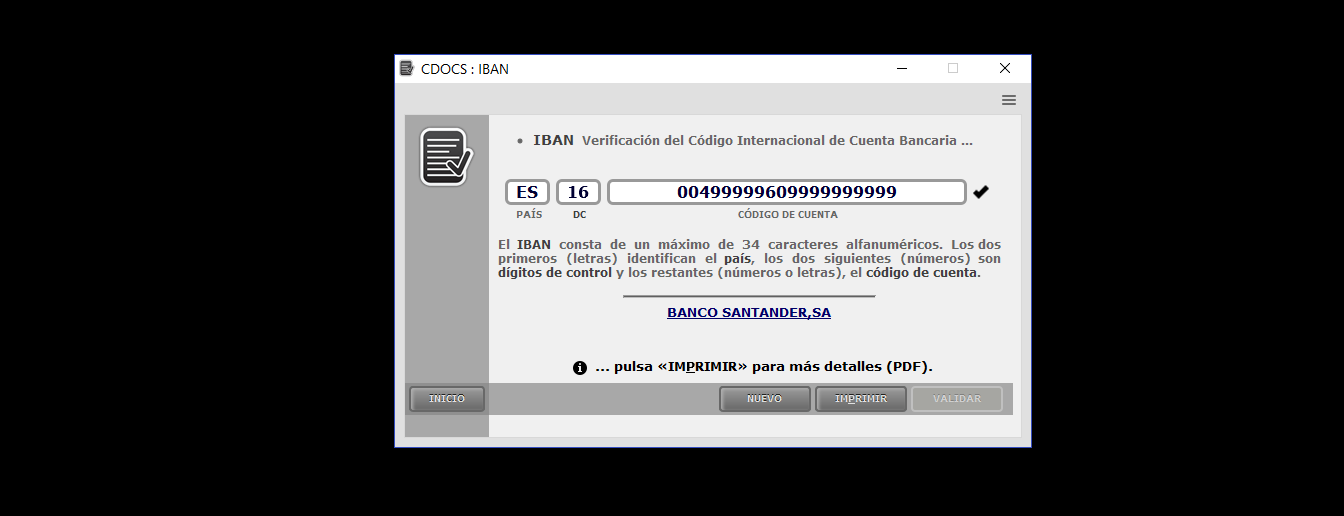 CDOCS : IBAN
• IBAN Verificación del Código Internacional de Cuenta Bancaria ...
ES 16 00499999609999999999
PAÍS DC CÓDIGO DE CUENTA
El IBAN consta de un máximo de 34 caracteres alfanuméricos. Los dos
primeros (letras) identifican el país, los dos siguientes (números) son
dígitos de control y los restantes (números o letras), el código de cuenta.
BANCO SANTANDER,SA
... pulsa «IMPRIMIR» para más detalles (PDF).
INICIO NUEVO IMPRIMIR VALIDAR